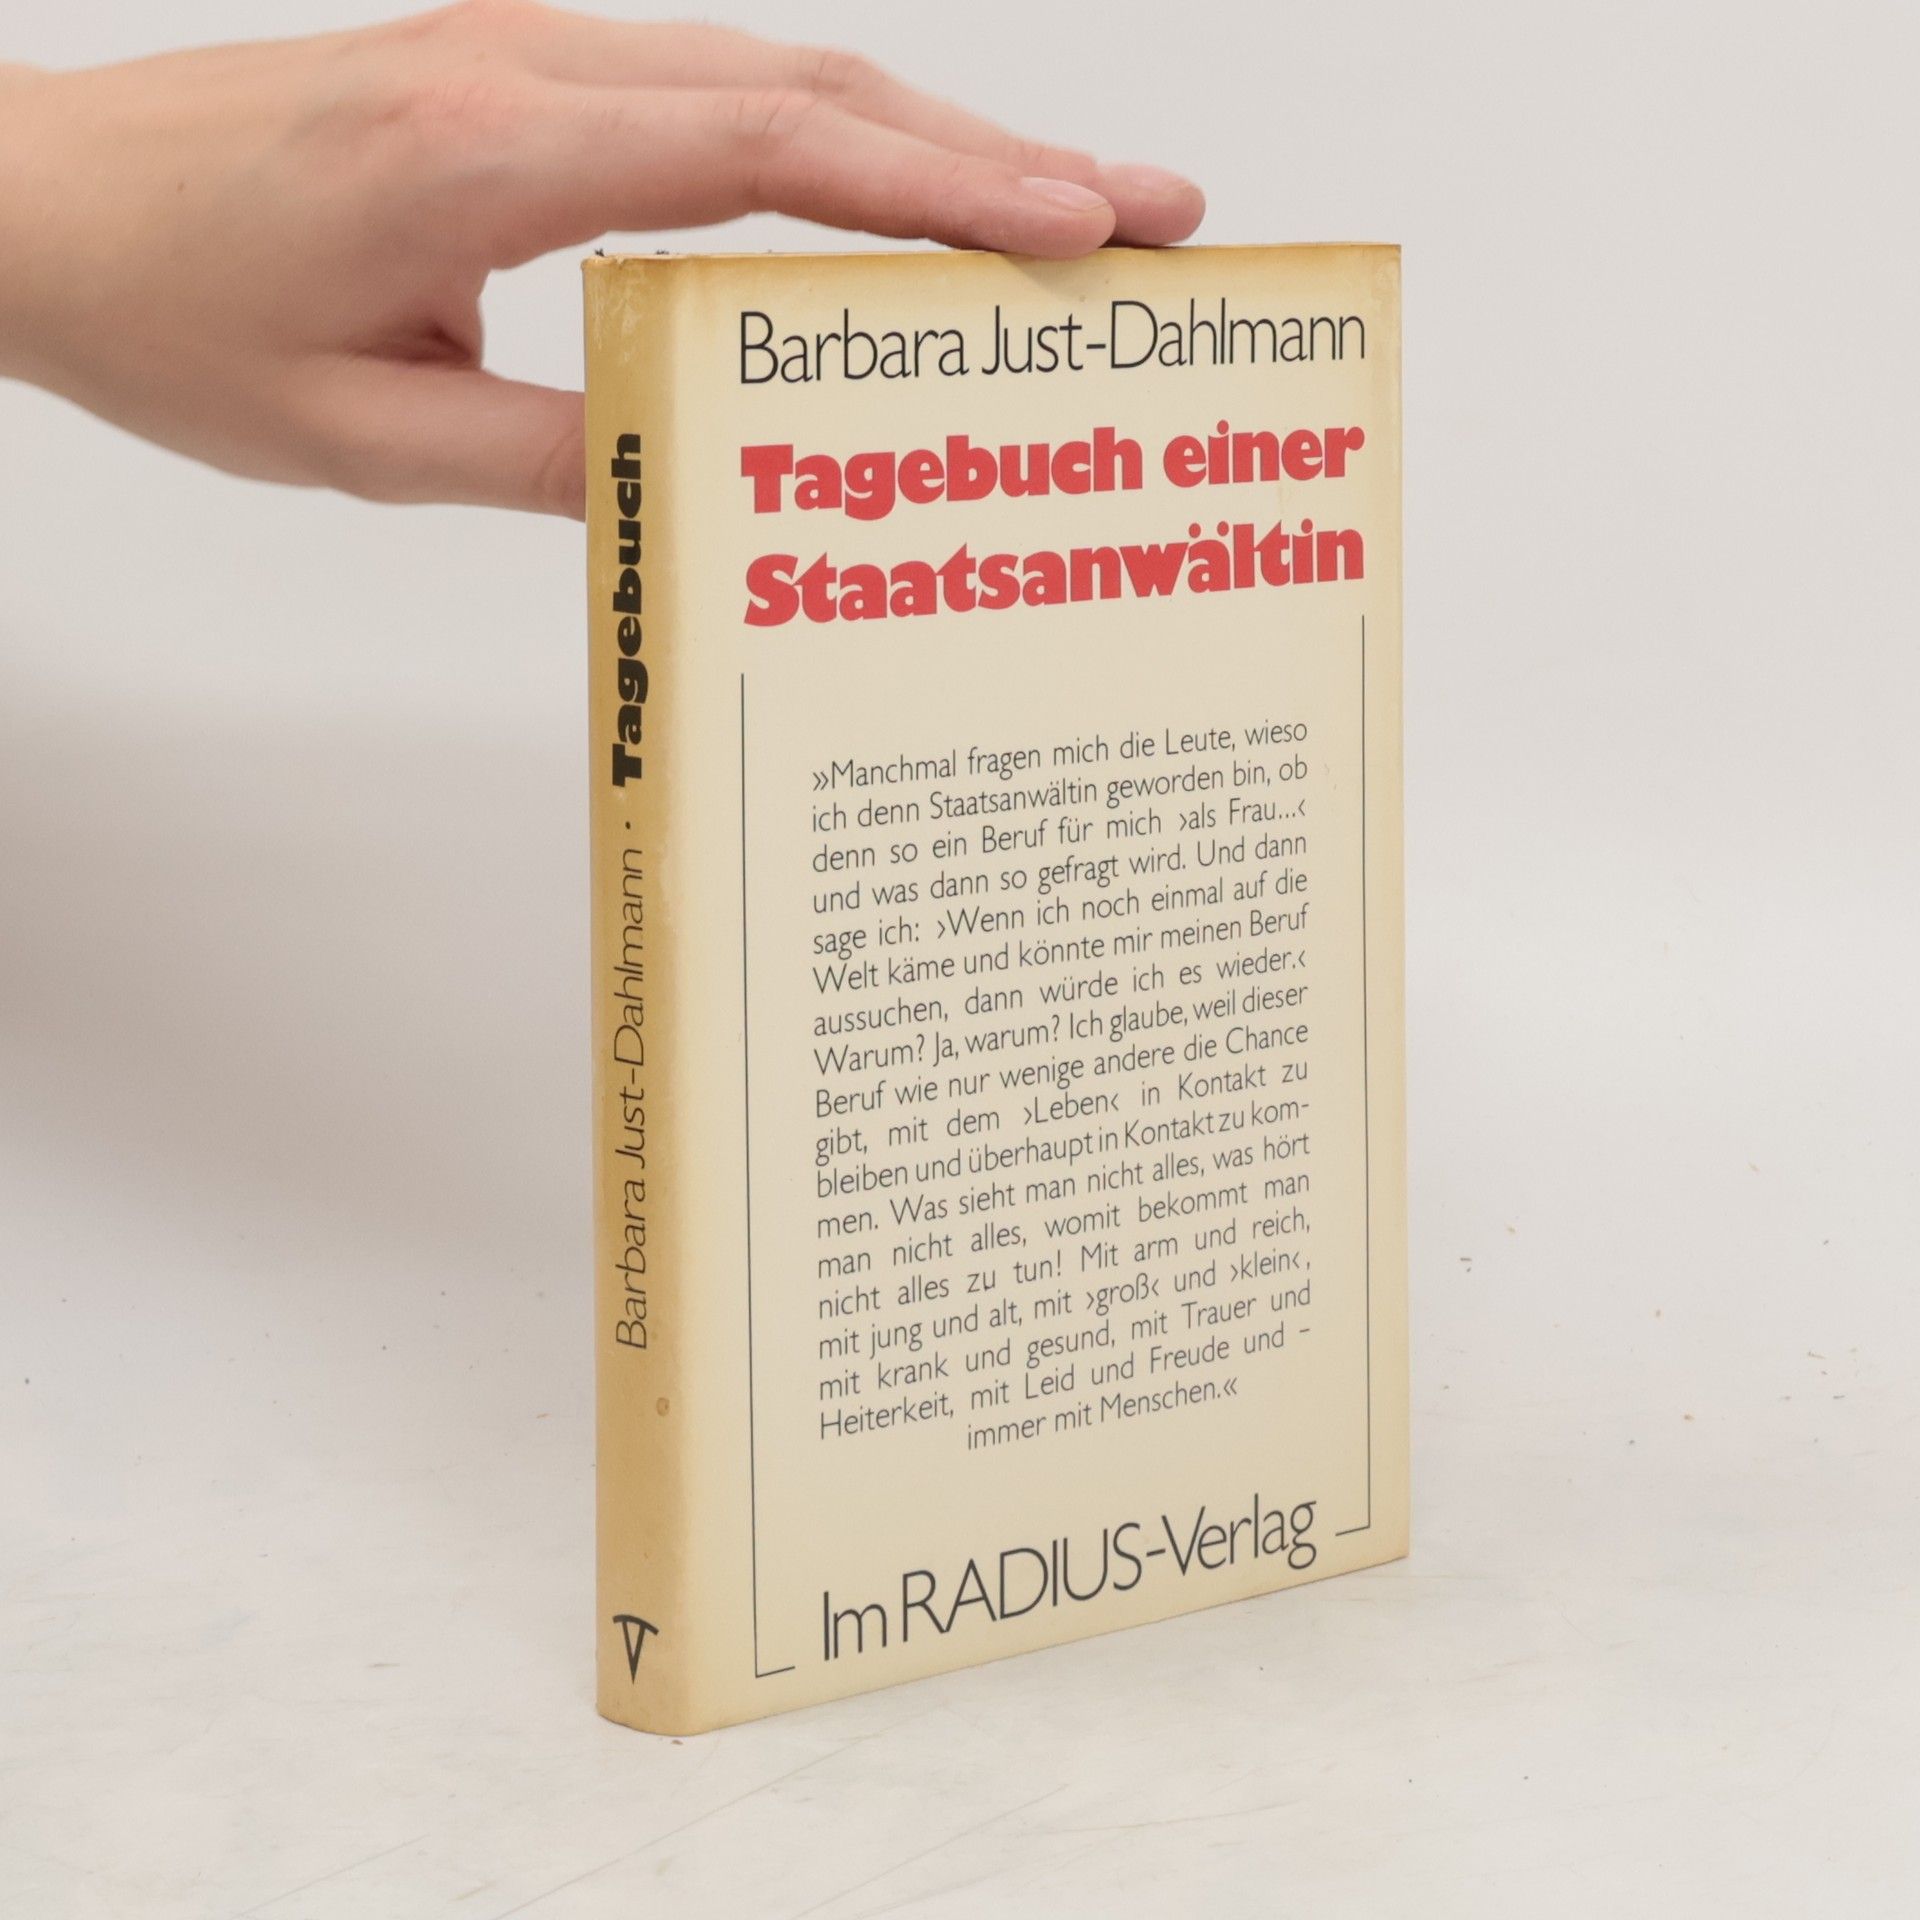 Barbara Just-Dahlmann
Tagebuch einer
Staatsanwältin
»Manchmal fragen mich die Leute, wieso
ich denn Staatsanwältin geworden bin, ob
denn so ein Beruf für mich ›als Frau...‹
und was dann so gefragt wird. Und dann
sage ich: ›Wenn ich noch einmal auf die
Welt käme und könnte mir meinen Beruf
aussuchen, dann würde ich es wieder.‹
Warum? Ja, warum? Ich glaube, weil dieser
Beruf wie nur wenige andere die Chance
gibt, mit dem ›Leben‹ in Kontakt zu
bleiben und überhaupt in Kontakt zu kom-
men. Was sieht man nicht alles, was hört
man nicht alles, womit bekommt man
nicht alles zu tun! Mit arm und reich,
mit jung und alt, mit ›groß‹ und ›klein‹,
mit krank und gesund, mit Trauer und
Heiterkeit, mit Leid und Freude und –
immer mit Menschen.«
Im RADIUS-Verlag
Barbara Just-Dahlmann · Tagebuch